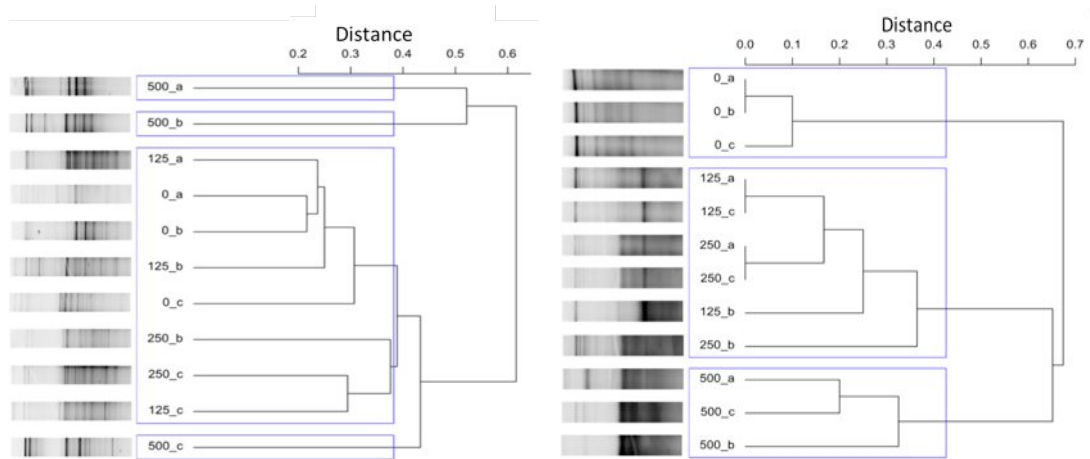 Distance
0.2 0.3 0.4 0.5 0.6
500_a
500_b
125_a
0_a
0_b
125_b
0_c
250_b
250_c
125_c
500_c
Distance
0.0 0.1 0.2 0.3 0.4 0.5 0.6 0.7
0_a
0_b
0_c
125_a
125_c
250_a
250_c
125_b
250_b
500_a
500_c
500_b